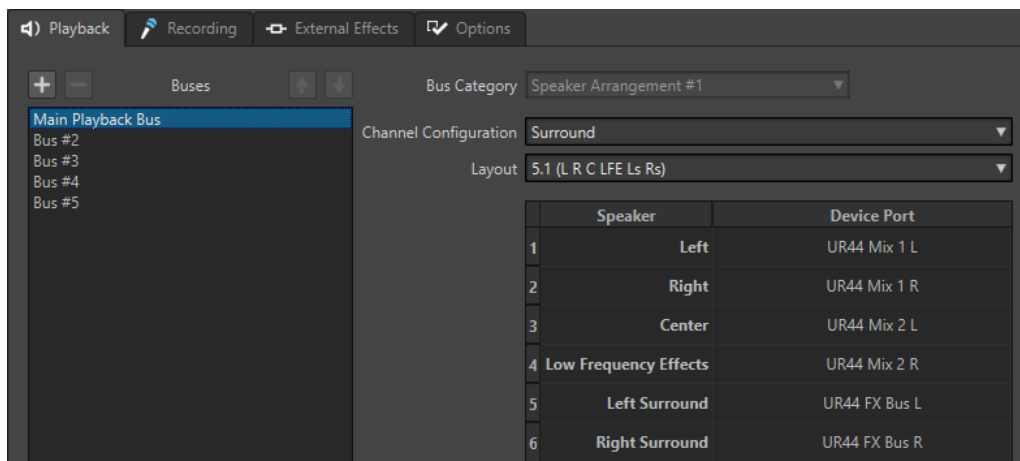 Playback Recording External Effects Options
Buses
Main Playback Bus
Bus #2
Bus #3
Bus #4
Bus #5
Bus Category Speaker Arrangement #1
Channel Configuration Surround
Layout 5.1 (L R C LFE Ls Rs)
Speaker Device Port
1 Left UR44 Mix 1 L
2 Right UR44 Mix 1 R
3 Center UR44 Mix 2 L
4 Low Frequency Effects UR44 Mix 2 R
5 Left Surround UR44 FX Bus L
6 Right Surround UR44 FX Bus R